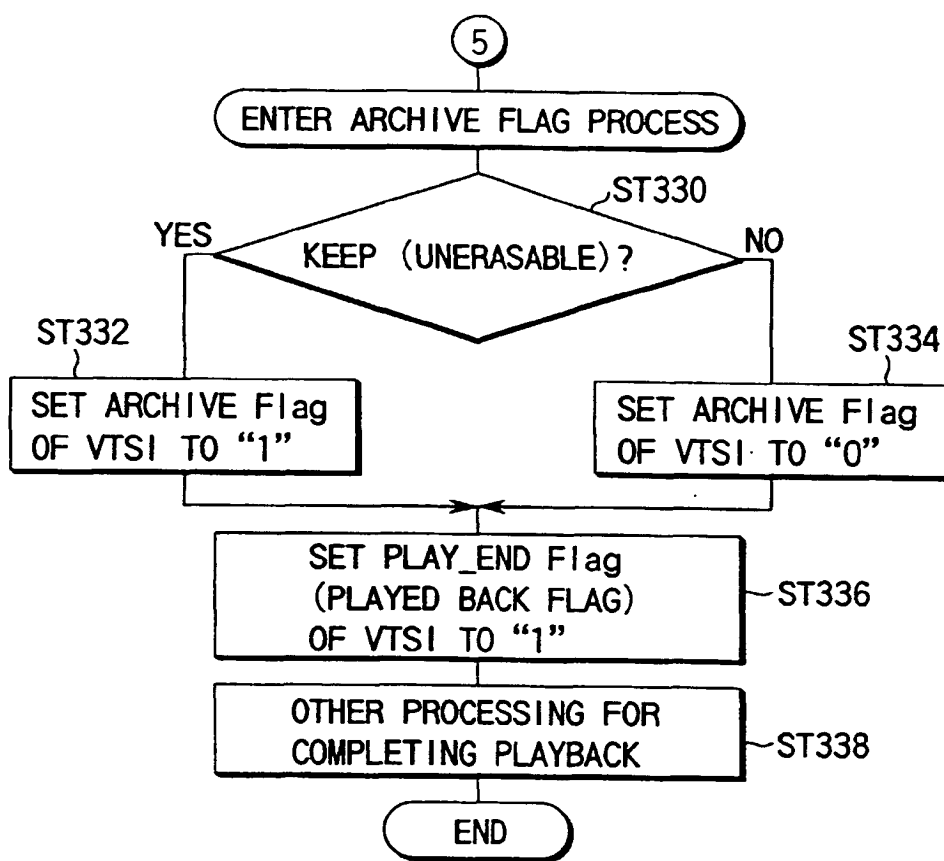 5
ENTER ARCHIVE FLAG PROCESS
ST330
YES
KEEP (UNERASABLE)?
NO
ST332
ST334
SET ARCHIVE Flag
OF VTSI TO “1”
SET ARCHIVE Flag
OF VTSI TO “0”
SET PLAY_END Flag
(PLAYED BACK FLAG)
OF VTSI TO “1”
ST336
OTHER PROCESSING FOR
COMPLETING PLAYBACK
ST338
END